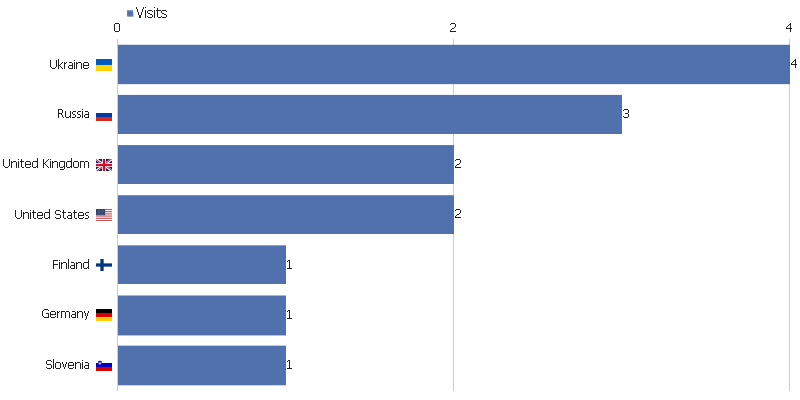 Visits
0 2 4
Ukraine 4
Russia 3
United Kingdom 2
United States 2
Finland 1
Germany 1
Slovenia 1